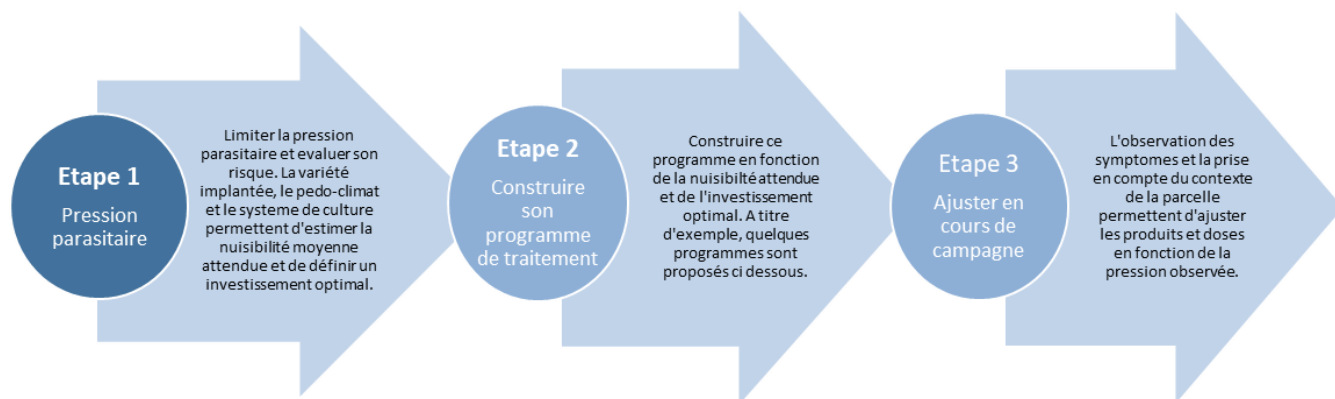 Etape 1
Pression
parasitaire
Limiter la pression
parasitaire et evaluer son
risque. La variété
implantée, le pedo-climat
et le systeme de culture
permettent d'estimer la
nuisibilité moyenne
attendue et de définir un
investissement optimal.
Etape 2
Construire
son
programme
de traitement
Construire ce
programme en fonction
de la nuisibilté attendue
et de l'investissement
optimal. A titre
d'exemple, quelques
programmes sont
proposés ci dessous.
Etape 3
Ajuster en
cours de
campagne
L'observation des
symptomes et la prise
en compte du contexte
de la parcelle
permettent d'ajuster
les produits et doses
en fonction de la
pression observée.